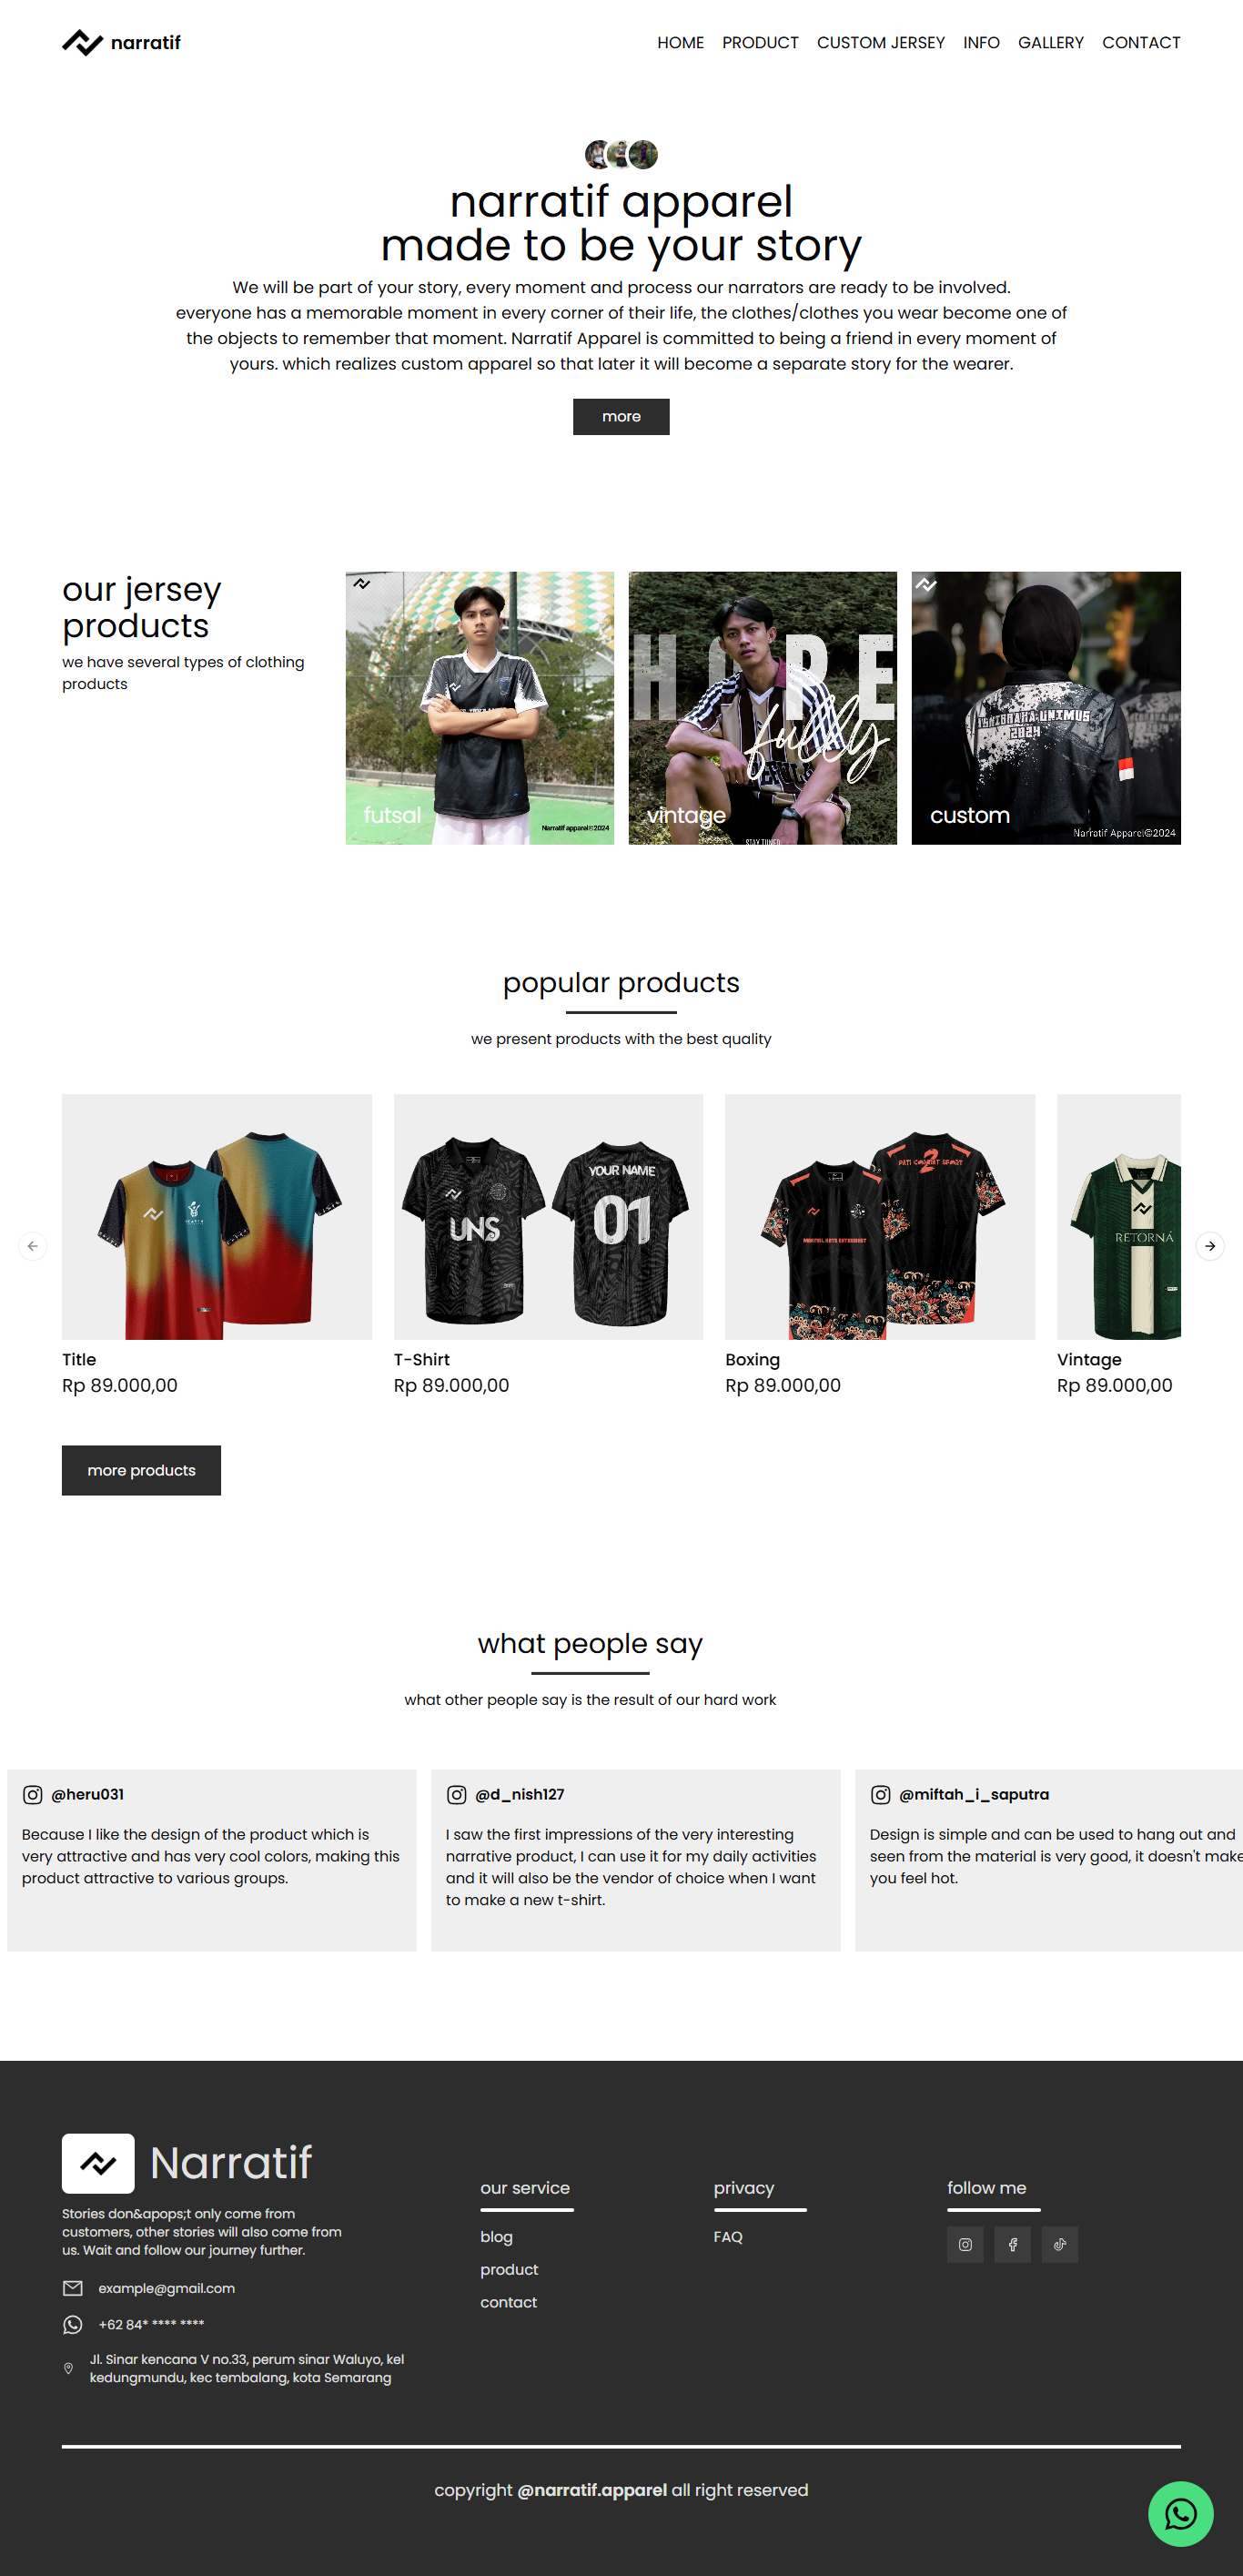 narratif
HOME PRODUCT CUSTOM JERSEY INFO GALLERY CONTACT
narratif apparel
made to be your story
We will be part of your story, every moment and process our narrators are ready to be involved.
everyone has a memorable moment in every corner of their life, the clothes/clothes you wear become one of
the objects to remember that moment. Narratif Apparel is committed to being a friend in every moment of
yours. which realizes custom apparel so that later it will become a separate story for the wearer.
more
our jersey
products
we have several types of clothing
products
futsal
Narratif apparel©2024
HOPE
fully
vintage
STAY TUNED
2024
custom
Narratif Apparel©2024
popular products
we present products with the best quality
UNS
YOUR NAME
01
2
RETORNÁ
Title
Rp 89.000,00
T-Shirt
Rp 89.000,00
Boxing
Rp 89.000,00
Vintage
Rp 89.000,00
more products
what people say
what other people say is the result of our hard work
@heru031
Because I like the design of the product which is
very attractive and has very cool colors, making this
product attractive to various groups.
@d_nish127
I saw the first impressions of the very interesting
narrative product, I can use it for my daily activities
and it will also be the vendor of choice when I want
to make a new t-shirt.
@miftah_i_saputra
Design is simple and can be used to hang out and
seen from the material is very good, it doesn't make
you feel hot.
Narratif
Stories don&apops;t only come from
customers, other stories will also come from
us. Wait and follow our journey further.
example@gmail.com
+62 84* **** ****
Jl. Sinar kencana V no.33, perum sinar Waluyo, kel
kedungmundu, kec tembalang, kota Semarang
our service
blog
product
contact
privacy
FAQ
follow me
copyright @narratif.apparel all right reserved